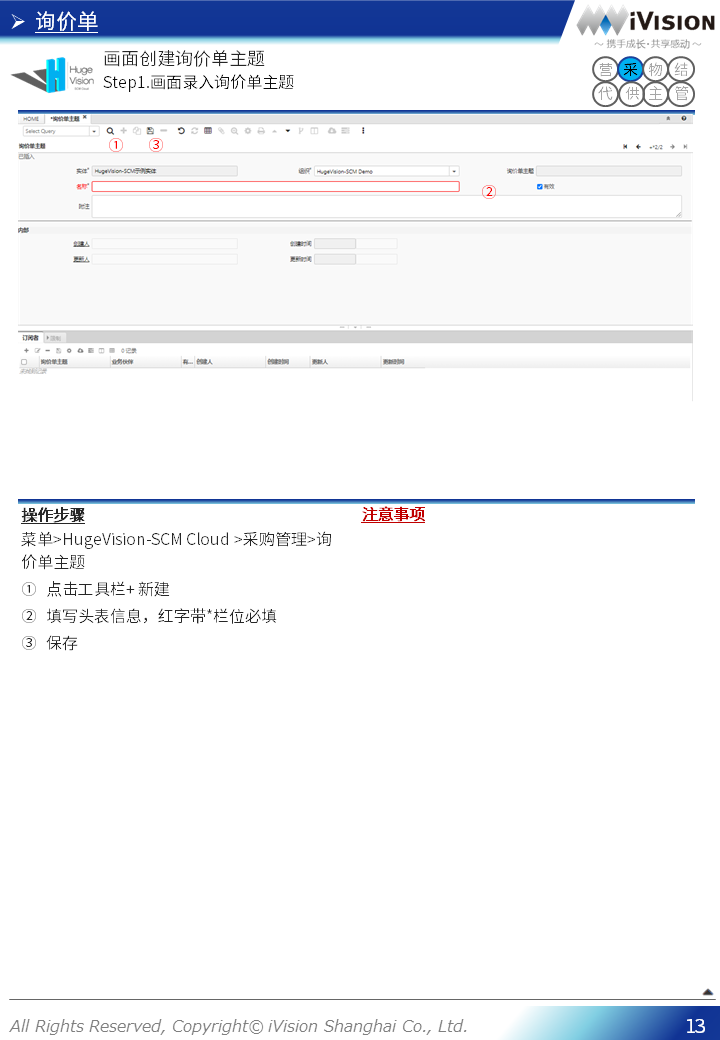 ➢ 询价单
iVISION
～ 携手成长·共享感动 ～
Huge
Vision
画面创建询价单主题
Step1.画面录入询价单主题
营 采 物 结
代 供 主 管
HOME *询价单主题 ×
Select Query
① ③
询价单主题
已插入
+*2/2
实体* HugeVision-SCM示例实体 组织* HugeVision-SCM Demo 询价单主题
名称* ② 有效
附注
内部
创建人 创建时间
更新人 更新时间
订阅者
0 记录
询价单主题 业务伙伴 有... 创建人 创建时间 更新人 更新时间
操作步骤 注意事项
菜单>HugeVision-SCM Cloud >采购管理>询
价单主题
① 点击工具栏+ 新建
② 填写头表信息，红字带*栏位必填
③ 保存
All Rights Reserved, Copyright© iVision Shanghai Co., Ltd. 13